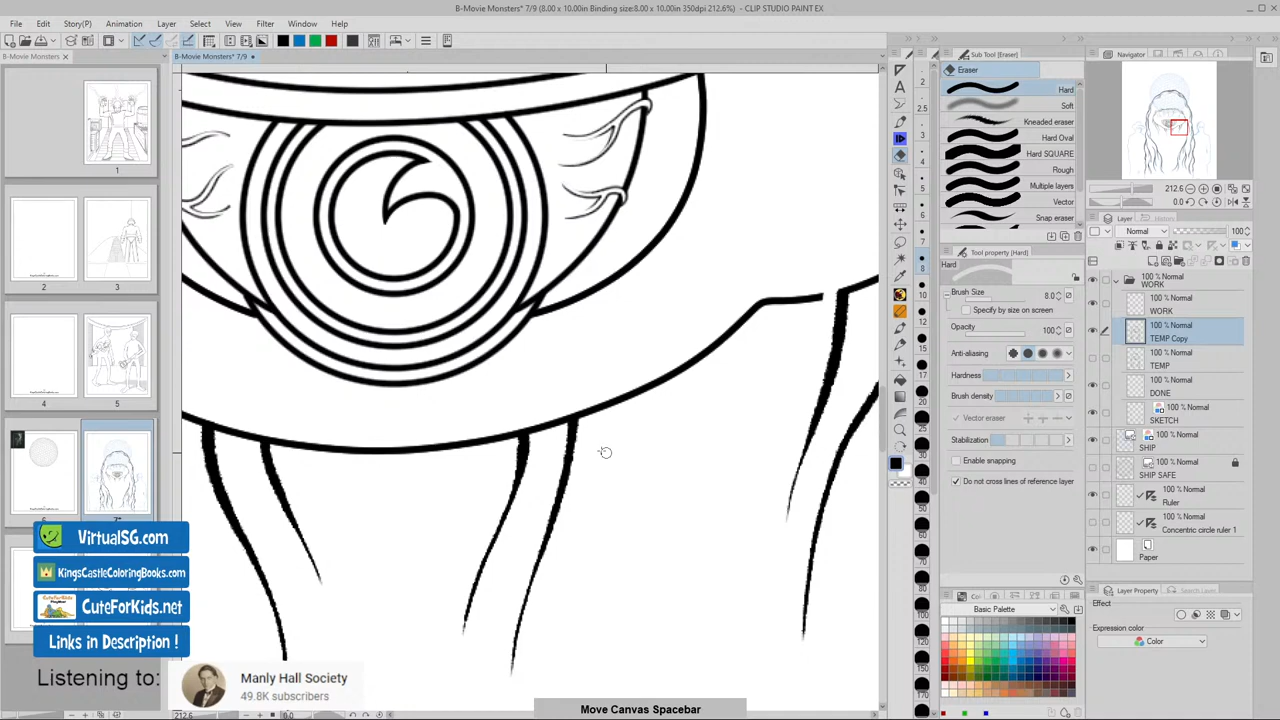 B-Movie Monsters* 7/9 (8.00 x 10.00in Binding size:8.00 x 10.00in 350dpi 212.6%) - CLIP STUDIO PAINT EX
File Edit Story(P) Animation Layer Select View Filter Window Help
B-Movie Monsters*
B-Movie Monsters* 7/9
Sub Tool [Eraser]
Navigator
Eraser
Hard
Soft
Kneaded eraser
Hard Oval
Hard SQUARE
Rough
Multiple layers
Vector
Snap eraser
212.6
0.0
Layer
History
Normal
100
Tool property [Hard]
Hard
Brush Size 8.0
Specify by size on screen
Opacity 100
Anti-aliasing
Hardness
Brush density
Vector eraser
Stabilization
Enable snapping
Do not cross lines of reference layer
100 % Normal
WORK
100 % Normal
WORK
100 % Normal
TEMP Copy
100 % Normal
TEMP
100 % Normal
DONE
100 % Normal
SKETCH
100 % Normal
SHIP
100 % Normal
SHIP SAFE
100 % Normal
Ruler
100 % Normal
Concentric circle ruler 1
Paper
Layer Property
Search Layer
Effect
Expression color
Color
Basic Palette
1
2
3
4
5
7*
VirtualSG.com
KingsCastleColoringBooks.com
CuteForKids.net
Links in Description !
Listening to:
Manly Hall Society
49.8K subscribers
Move Canvas Spacebar
212.6
0.0